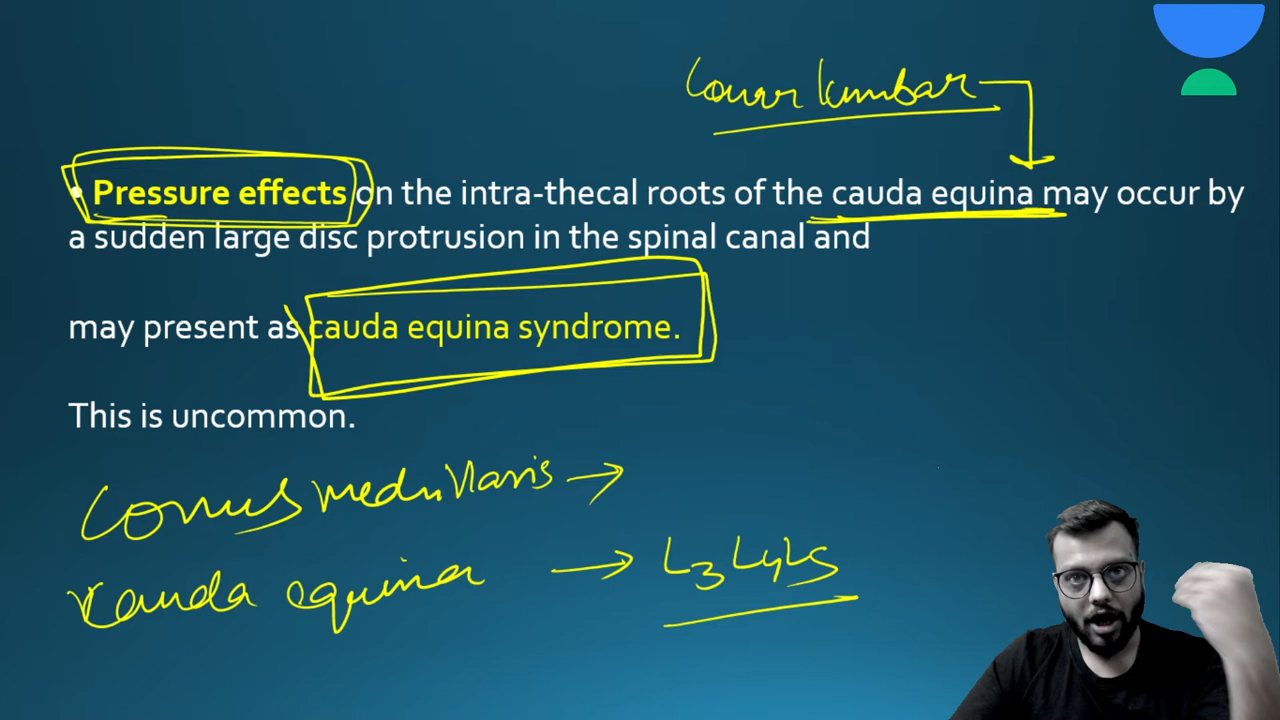 Lower lumbar
• Pressure effects on the intra-thecal roots of the cauda equina may occur by
a sudden large disc protrusion in the spinal canal and
may present as cauda equina syndrome.
This is uncommon.
Conus medullaris →
Cauda equina → L3 L4 L5